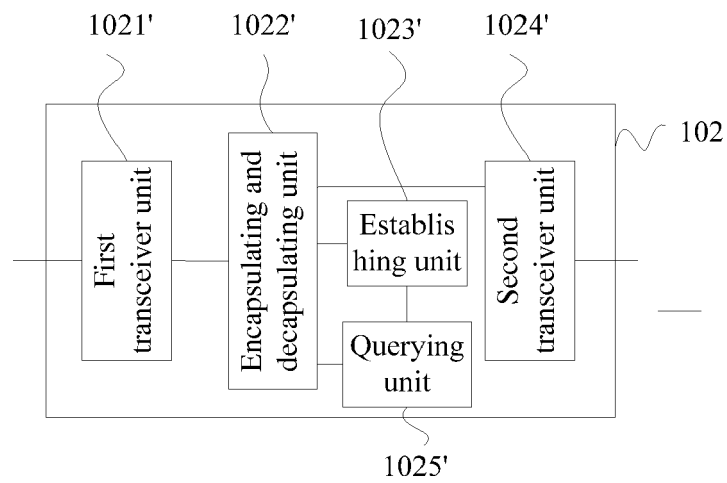 1021'
1022'
1023'
1024'
102
First
transceiver unit
Encapsulating and
decapsulating unit
Establis
hing unit
Querying
unit
Second
transceiver unit
1025'